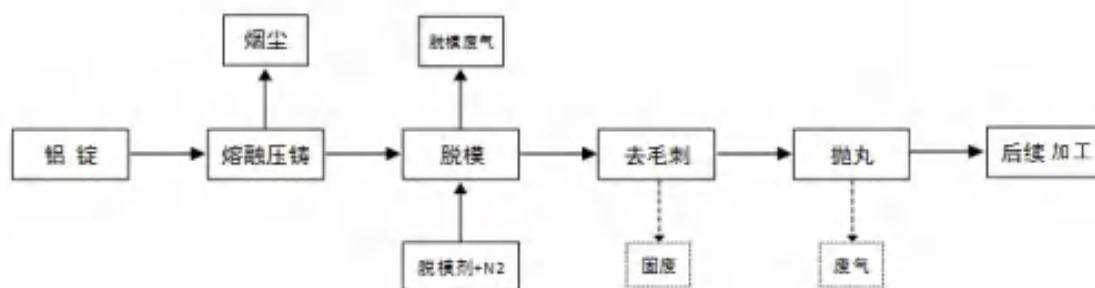 烟尘
脱模废气
铝 锭
熔融压铸
脱模
去毛刺
抛丸
后续加工
脱模剂+N2
固废
废气